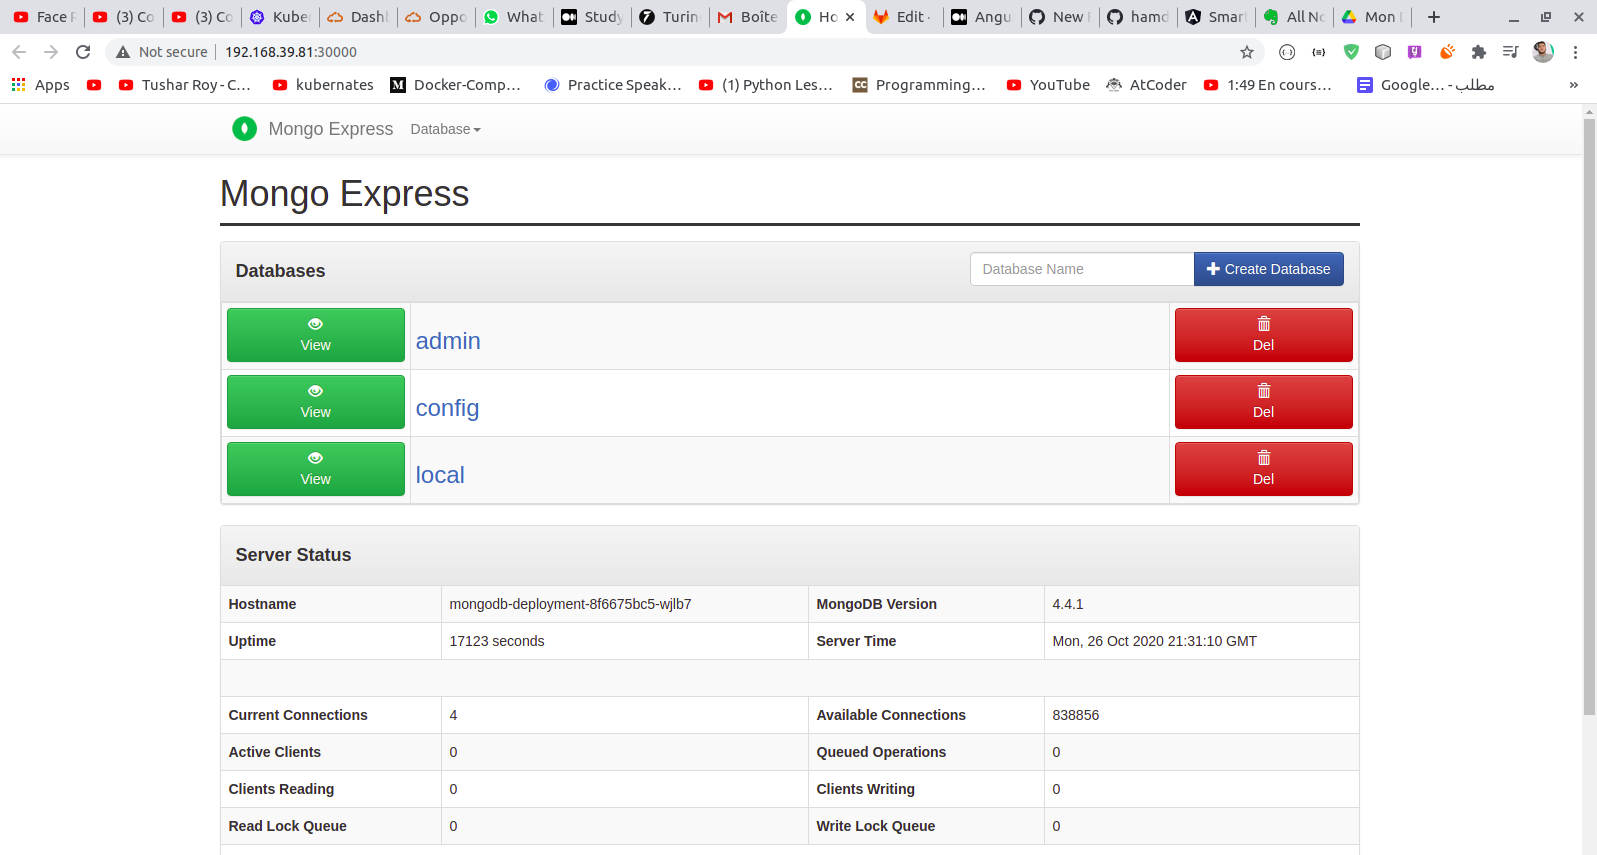 Face (3) Co (3) Co Kube Dash Oppo What Study Turin Boîte Ho Edit - Angu New hamd Smar All No Mon
Not secure 192.168.39.81:30000
Apps Tushar Roy - C... kubernates Docker-Comp... Practice Speak... (1) Python Les... Programming... YouTube AtCoder 1:49 En cours... Google... - مطلب »
Mongo Express Database
Mongo Express
Databases Database Name Create Database
View admin Del
View config Del
View local Del
Server Status
Hostname mongodb-deployment-8f6675bc5-wjlb7 MongoDB Version 4.4.1
Uptime 17123 seconds Server Time Mon, 26 Oct 2020 21:31:10 GMT
Current Connections 4 Available Connections 838856
Active Clients 0 Queued Operations 0
Clients Reading 0 Clients Writing 0
Read Lock Queue 0 Write Lock Queue 0